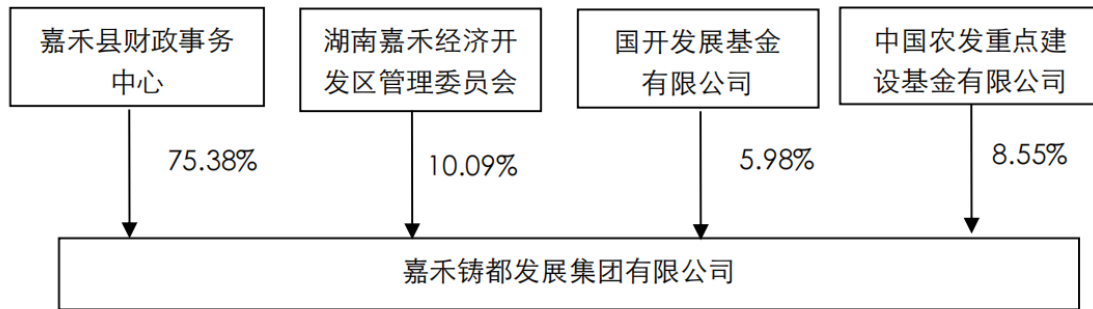 嘉禾县财政事务
中心
湖南嘉禾经济开
发区管理委员会
国开发展基金
有限公司
中国农发重点建
设基金有限公司
75.38%
10.09%
5.98%
8.55%
嘉禾铸都发展集团有限公司